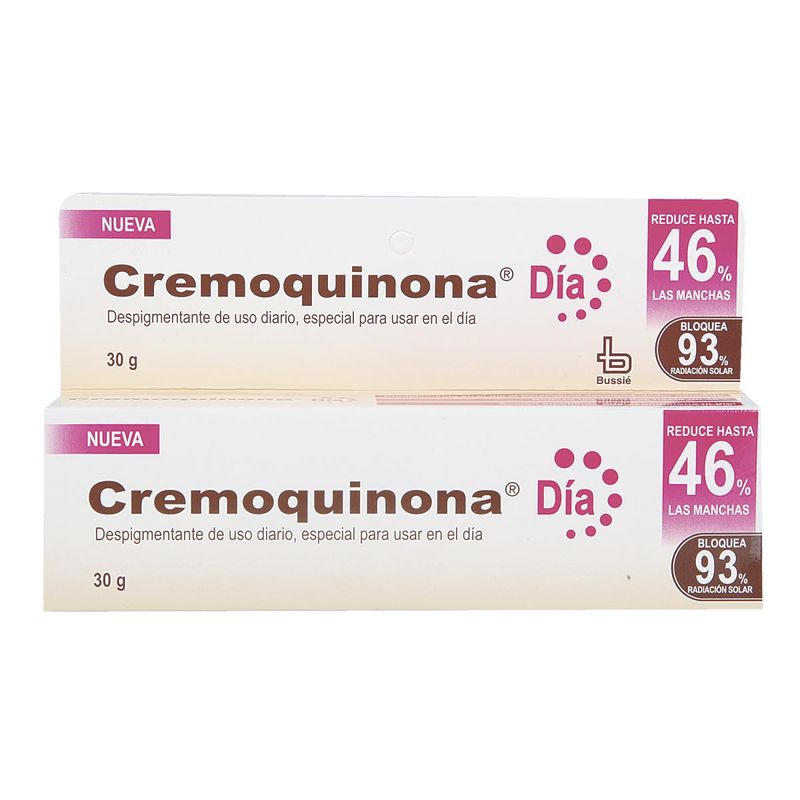 NUEVA
Cremoquinona® Día
Despigmentante de uso diario, especial para usar en el día
30 g
REDUCE HASTA
46%
LAS MANCHAS
BLOQUEA
93%
RADIACIÓN SOLAR
Bussié
NUEVA
Cremoquinona® Día
Despigmentante de uso diario, especial para usar en el día
30 g
REDUCE HASTA
46%
LAS MANCHAS
BLOQUEA
93%
RADIACIÓN SOLAR